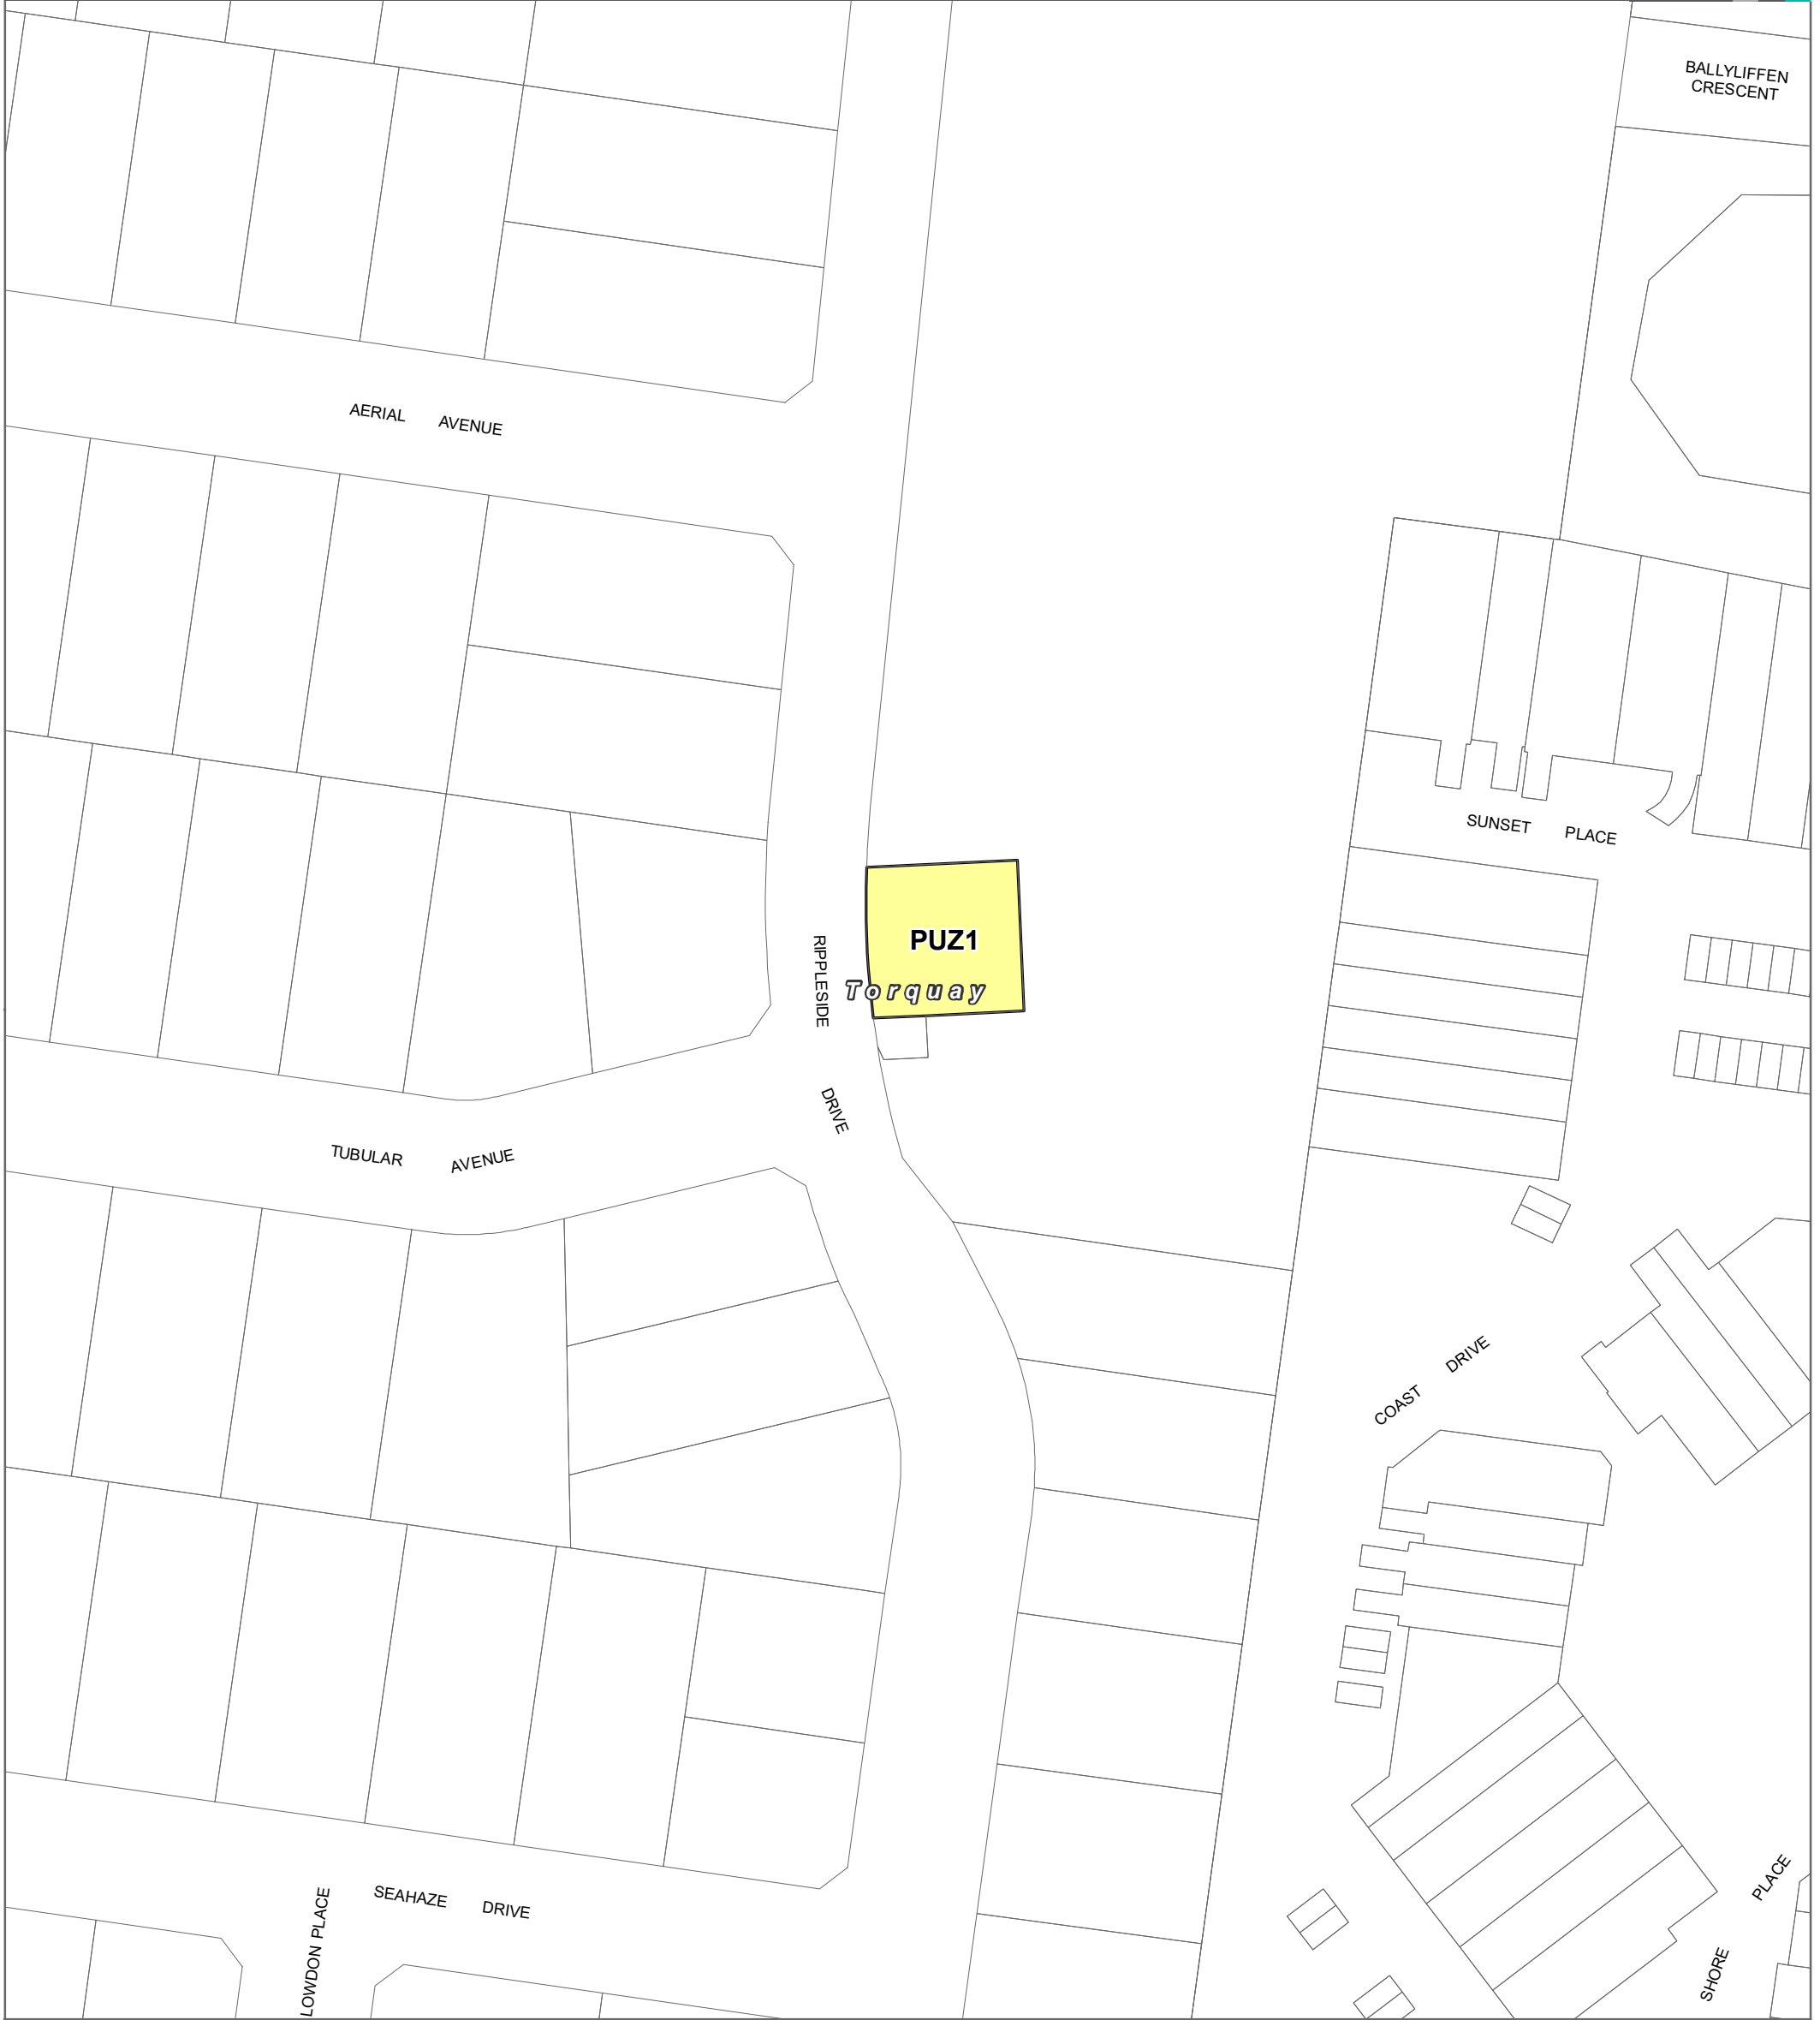 BALLYLIFFEN
CRESCENT
AERIAL AVENUE
SUNSET PLACE
PUZ1
Torquay
RIPPLESIDE DRIVE
TUBULAR AVENUE
COAST DRIVE
SEAHAZE DRIVE
LOWDON PLACE
SHORE PLACE